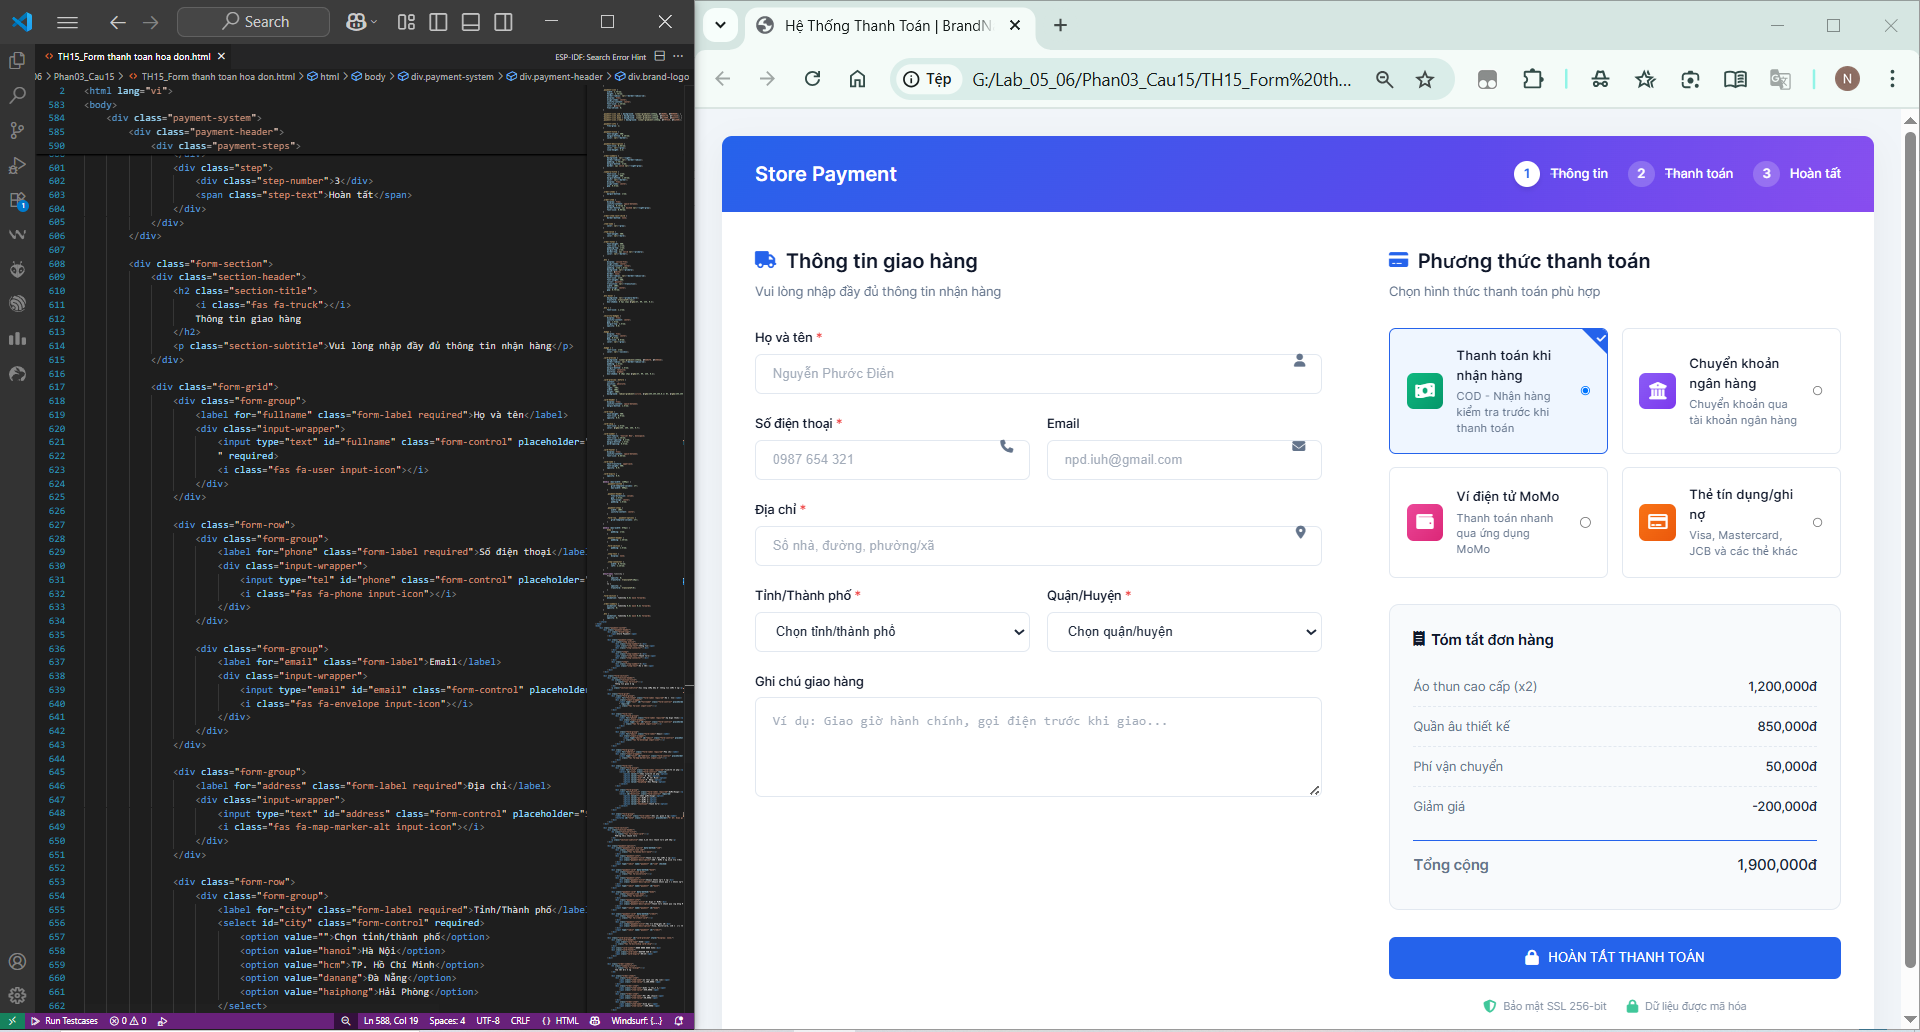 Search
TH15_Form thanh toan hoa don.html
ESP-IDF: Search Error Hint
06 > Phan03_Cau15 > TH15_Form thanh toan hoa don.html > html > body > div.payment-system > div.payment-header > div.brand-logo
2 <html lang="vi">
583 <body>
584 <div class="payment-system">
585 <div class="payment-header">
590 <div class="payment-steps">
601 <div class="step">
602 <div class="step-number">3</div>
603 <span class="step-text">Hoàn tất</span>
604 </div>
605 </div>
606 </div>
607
608 <div class="form-section">
609 <div class="section-header">
610 <h2 class="section-title">
611 <i class="fas fa-truck"></i>
612 Thông tin giao hàng
613 </h2>
614 <p class="section-subtitle">Vui lòng nhập đầy đủ thông tin nhận hàng</p>
615 </div>
616
617 <div class="form-grid">
618 <div class="form-group">
619 <label for="fullname" class="form-label required">Họ và tên</label>
620 <div class="input-wrapper">
621 <input type="text" id="fullname" class="form-control" placeholder="
622 " required>
623 <i class="fas fa-user input-icon"></i>
624 </div>
625 </div>
626
627 <div class="form-row">
628 <div class="form-group">
629 <label for="phone" class="form-label required">Số điện thoại</labe
630 <div class="input-wrapper">
631 <input type="tel" id="phone" class="form-control" placeholder=
632 <i class="fas fa-phone input-icon"></i>
633 </div>
634 </div>
635
636 <div class="form-group">
637 <label for="email" class="form-label">Email</label>
638 <div class="input-wrapper">
639 <input type="email" id="email" class="form-control" placeholde
640 <i class="fas fa-envelope input-icon"></i>
641 </div>
642 </div>
643 </div>
644
645 <div class="form-group">
646 <label for="address" class="form-label required">Địa chỉ</label>
647 <div class="input-wrapper">
648 <input type="text" id="address" class="form-control" placeholder="
649 <i class="fas fa-map-marker-alt input-icon"></i>
650 </div>
651 </div>
652
653 <div class="form-row">
654 <div class="form-group">
655 <label for="city" class="form-label required">Tỉnh/Thành phố</labe
656 <select id="city" class="form-control" required>
657 <option value="">Chọn tỉnh/thành phố</option>
658 <option value="hanoi">Hà Nội</option>
659 <option value="hcm">TP. Hồ Chí Minh</option>
660 <option value="danang">Đà Nẵng</option>
661 <option value="haiphong">Hải Phòng</option>
662 </select>
Run Testcases 0 0 Ln 588, Col 19 Spaces: 4 UTF-8 CRLF {} HTML Windsurf: {...}
Hệ Thống Thanh Toán | BrandN
Tệp G:/Lab_05_06/Phan03_Cau15/TH15_Form%20th... N
Store Payment
1 Thông tin 2 Thanh toán 3 Hoàn tất
Thông tin giao hàng
Vui lòng nhập đầy đủ thông tin nhận hàng
Họ và tên *
Nguyễn Phước Điền
Số điện thoại *
Email
0987 654 321
npd.iuh@gmail.com
Địa chỉ *
Số nhà, đường, phường/xã
Tỉnh/Thành phố *
Quận/Huyện *
Chọn tỉnh/thành phố
Chọn quận/huyện
Ghi chú giao hàng
Ví dụ: Giao giờ hành chính, gọi điện trước khi giao...
Phương thức thanh toán
Chọn hình thức thanh toán phù hợp
Thanh toán khi
nhận hàng
COD - Nhận hàng
kiểm tra trước khi
thanh toán
Chuyển khoản
ngân hàng
Chuyển khoản qua
tài khoản ngân hàng
Ví điện tử MoMo
Thanh toán nhanh
qua ứng dụng
MoMo
Thẻ tín dụng/ghi
nợ
Visa, Mastercard,
JCB và các thẻ khác
Tóm tắt đơn hàng
Áo thun cao cấp (x2) 1,200,000đ
Quần âu thiết kế 850,000đ
Phí vận chuyển 50,000đ
Giảm giá -200,000đ
Tổng cộng 1,900,000đ
HOÀN TẤT THANH TOÁN
Bảo mật SSL 256-bit
Dữ liệu được mã hóa